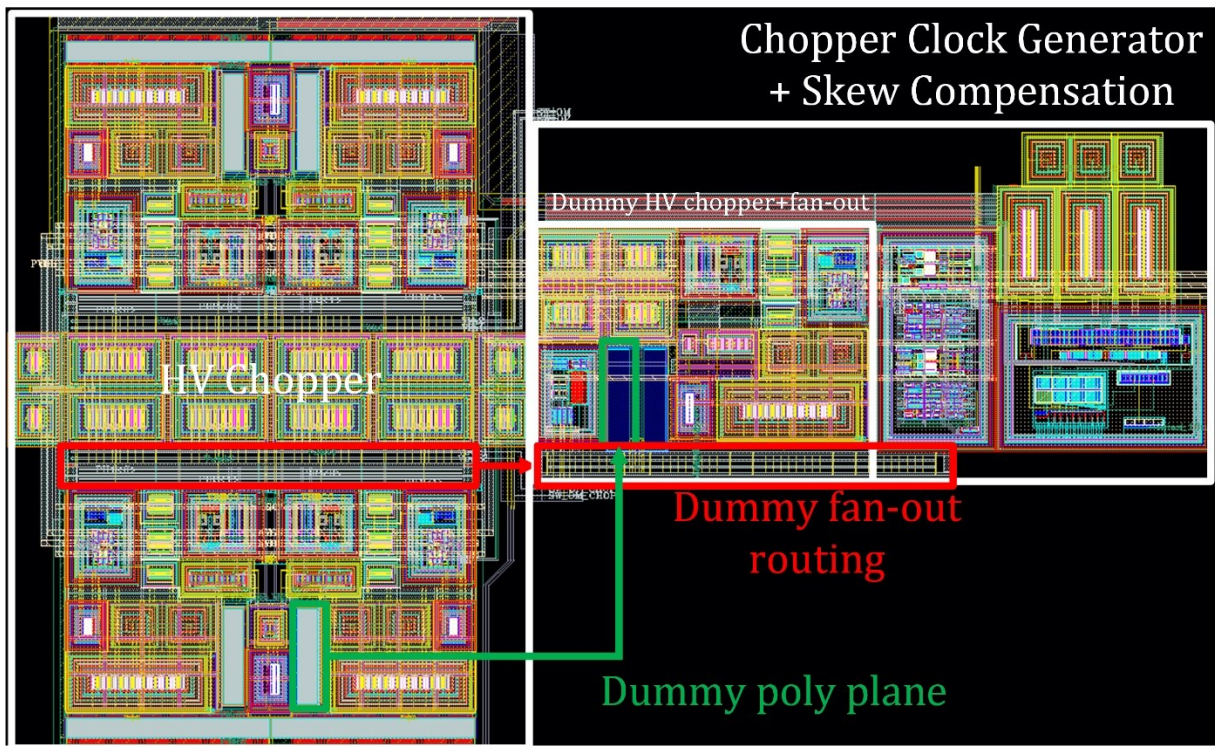 Chopper Clock Generator
+ Skew Compensation
Dummy HV chopper+fan-out
HV Chopper
Dummy fan-out
routing
Dummy poly plane